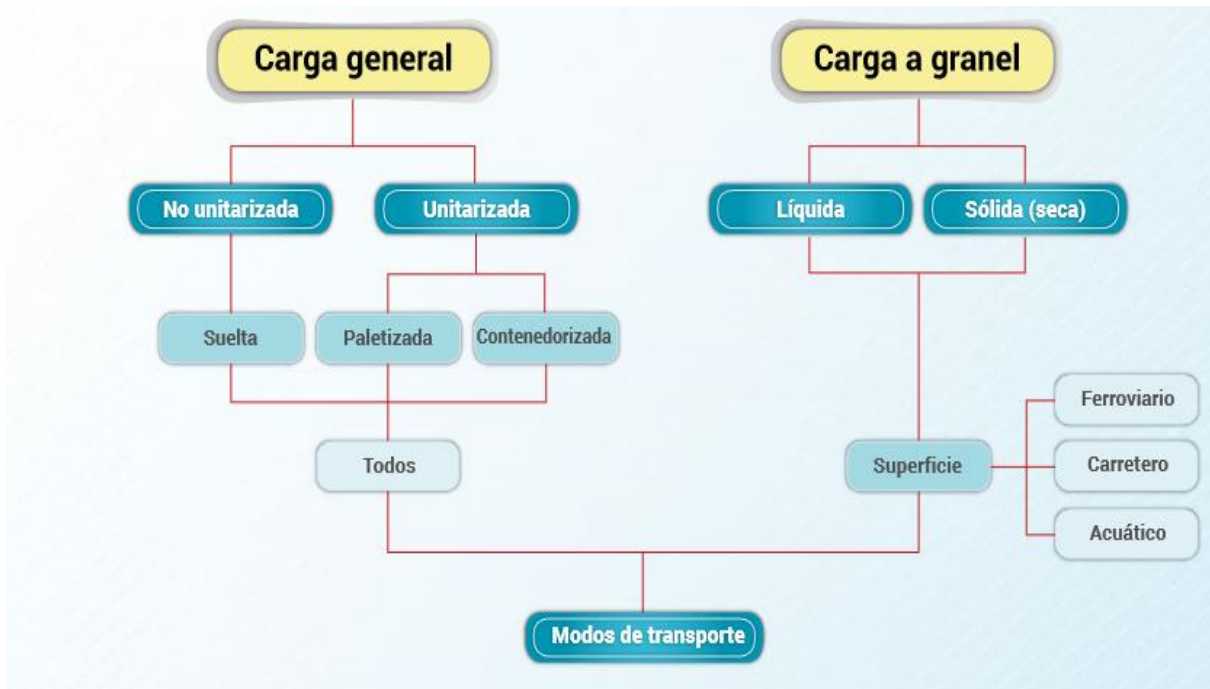 Carga general
Carga a granel
No unitarizada
Unitarizada
Líquida
Sólida (seca)
Suelta
Paletizada
Contenedorizada
Ferroviario
Todos
Superficie
Carretero
Acuático
Modos de transporte